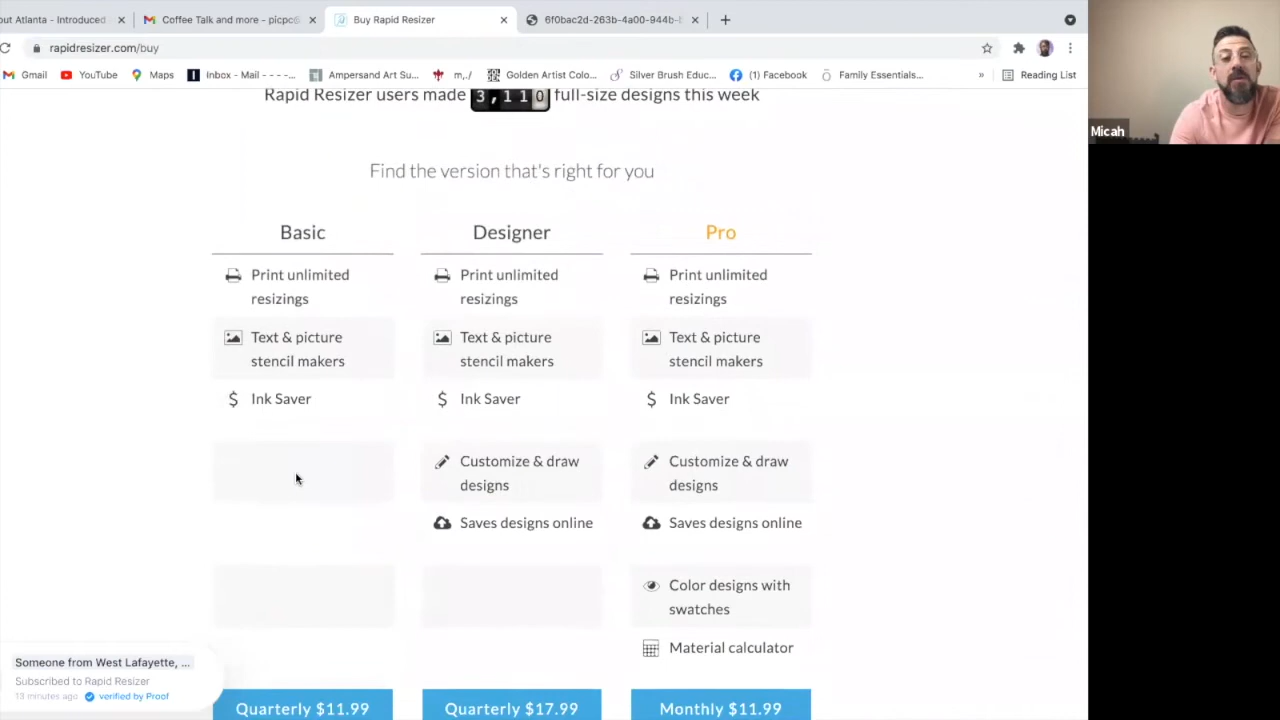 out Atlanta - Introduced
Coffee Talk and more - picpc@
Buy Rapid Resizer
6f0bac2d-263b-4a00-944b-
rapidresizer.com/buy
Gmail
YouTube
Maps
Inbox - Mail - - - -...
Ampersand Art Su...
m,./
Golden Artist Colo...
Silver Brush Educ...
(1) Facebook
Family Essentials...
»
Reading List
Micah
Rapid Resizer users made 3,110 full-size designs this week
Find the version that's right for you
Basic
Print unlimited
resizings
Text & picture
stencil makers
$ Ink Saver
Quarterly $11.99
Designer
Print unlimited
resizings
Text & picture
stencil makers
$ Ink Saver
Customize & draw
designs
Saves designs online
Quarterly $17.99
Pro
Print unlimited
resizings
Text & picture
stencil makers
$ Ink Saver
Customize & draw
designs
Saves designs online
Color designs with
swatches
Material calculator
Monthly $11.99
Someone from West Lafayette, ...
Subscribed to Rapid Resizer
19 minutes ago verified by Proof